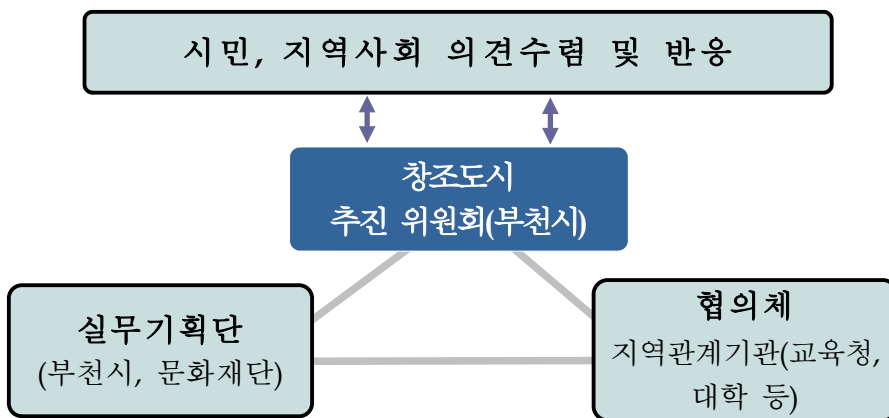 시민, 지역사회 의견수렴 및 반응
창조도시
추진 위원회(부천시)
실무기획단
(부천시, 문화재단)
협의체
지역관계기관(교육청,
대학 등)